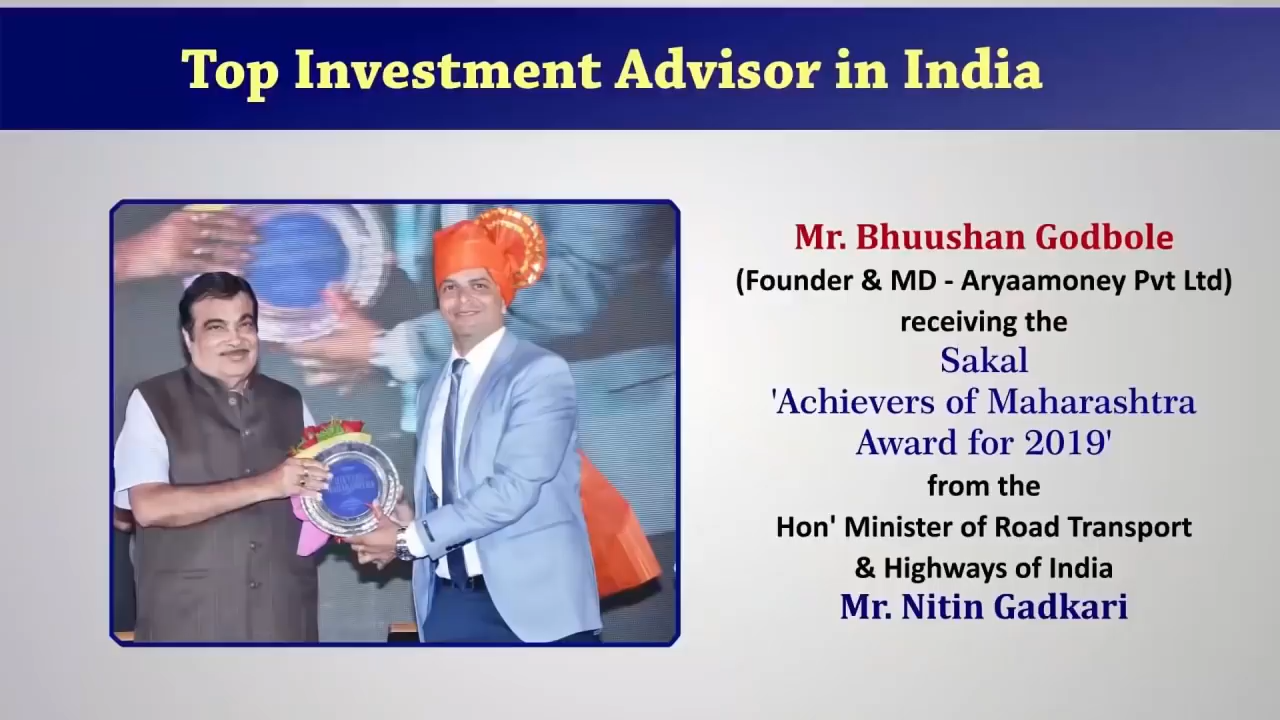 Top Investment Advisor in India
Mr. Bhuushan Godbole
(Founder & MD - Aryaamoney Pvt Ltd)
receiving the
Sakal
'Achievers of Maharashtra
Award for 2019'
from the
Hon' Minister of Road Transport
& Highways of India
Mr. Nitin Gadkari